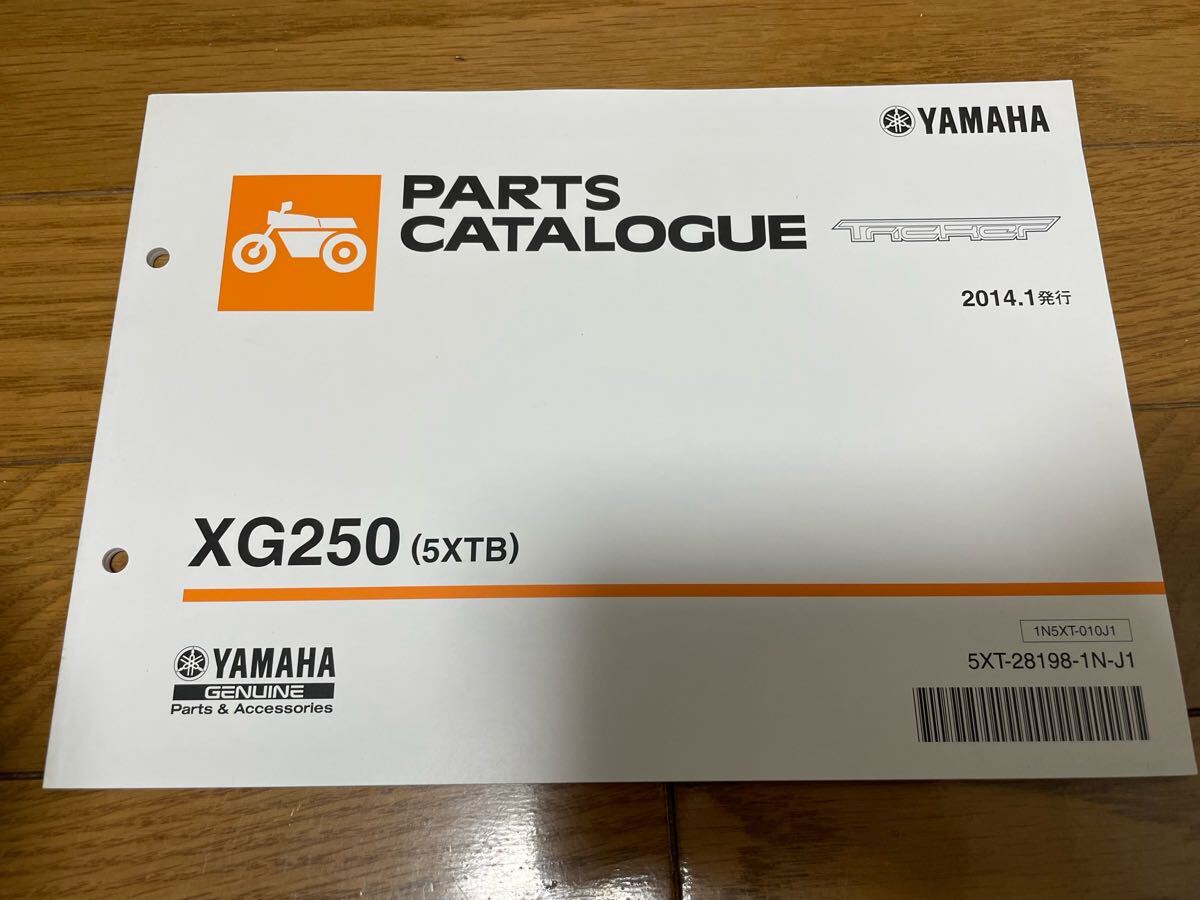 YAMAHA
PARTS
CATALOGUE
TRICKER
2014.1発行
XG250 (5XTB)
1N5XT-010J1
5XT-28198-1N-J1
YAMAHA
GENUINE
Parts & Accessories